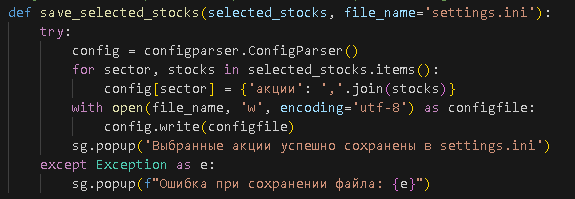 def save_selected_stocks(selected_stocks, file_name='settings.ini'):
    try:
        config = configparser.ConfigParser()
        for sector, stocks in selected_stocks.items():
            config[sector] = {'акции': ','.join(stocks)}
        with open(file_name, 'w', encoding='utf-8') as configfile:
            config.write(configfile)
        sg.popup('Выбранные акции успешно сохранены в settings.ini')
    except Exception as e:
        sg.popup(f"Ошибка при сохранении файла: {e}")